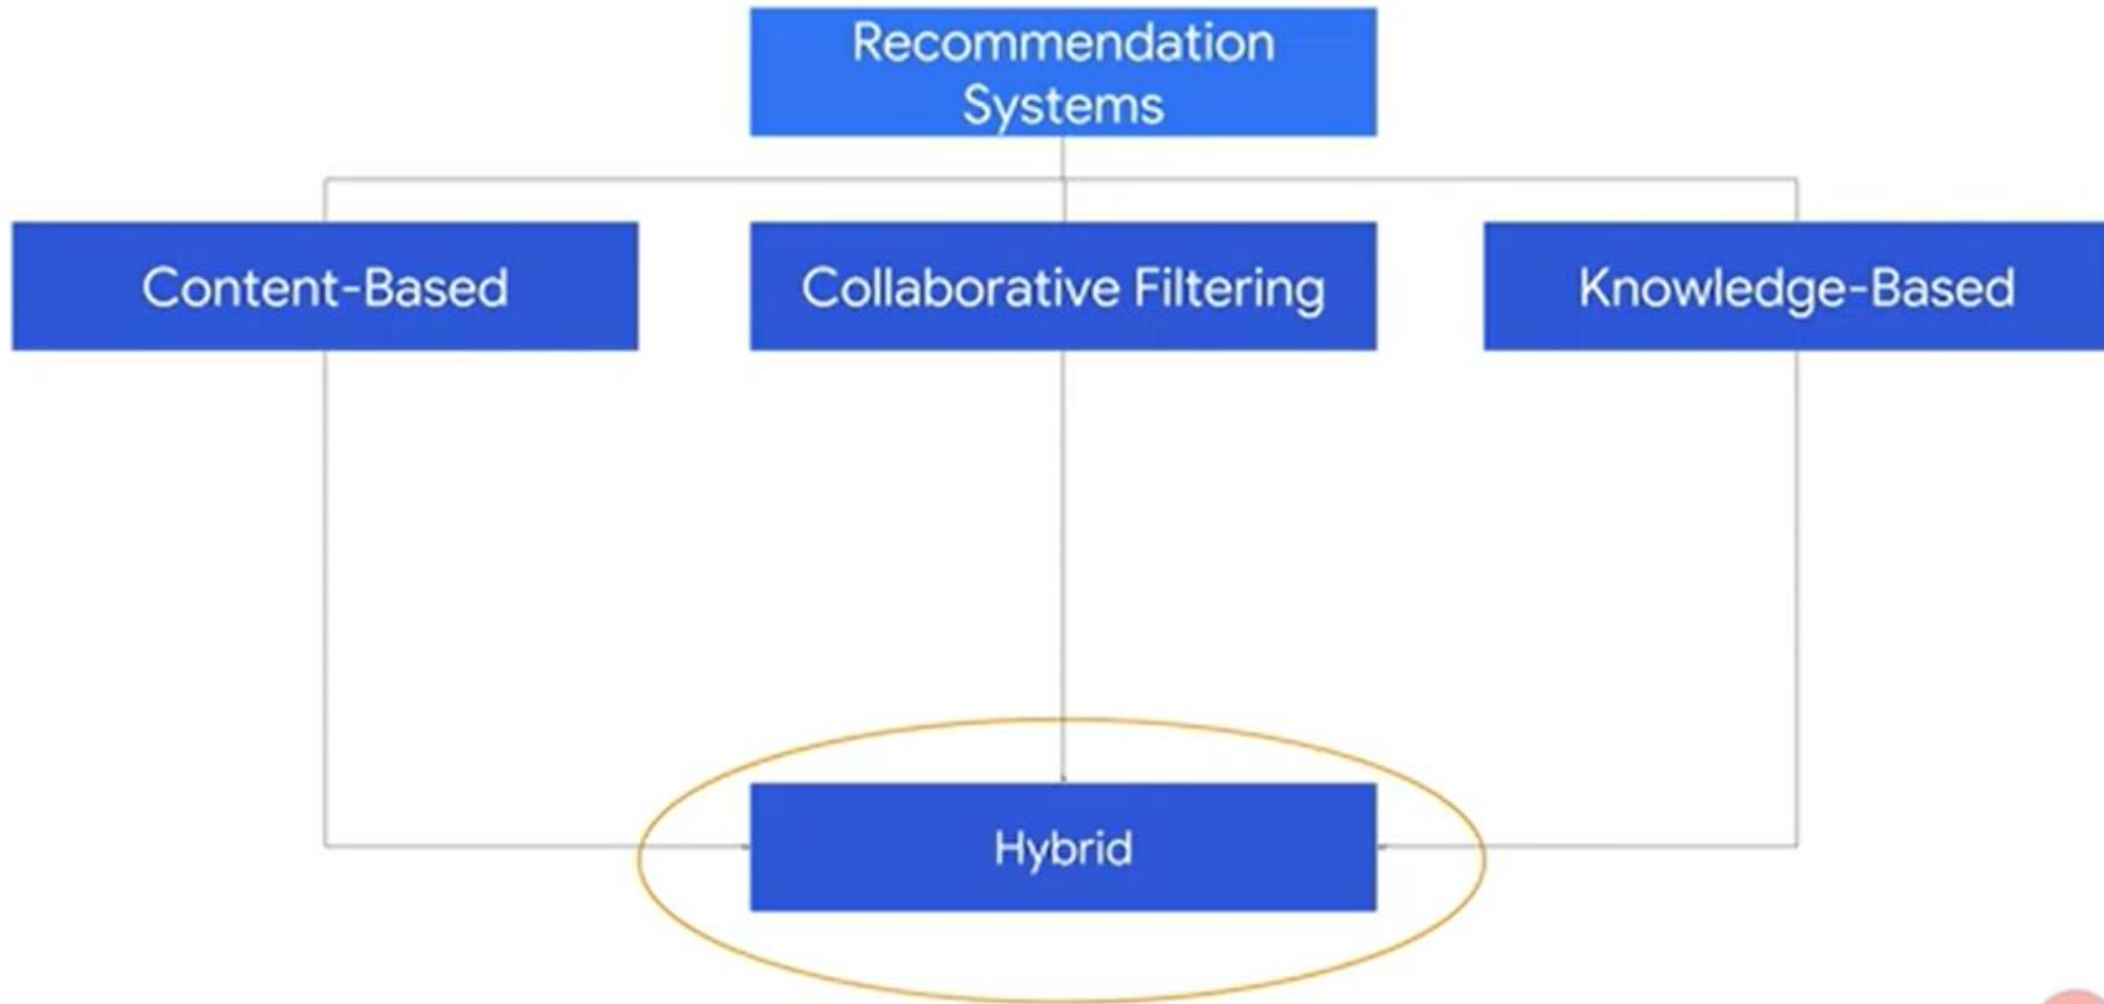 Recommendation
Systems
Content-Based
Collaborative Filtering
Knowledge-Based
Hybrid